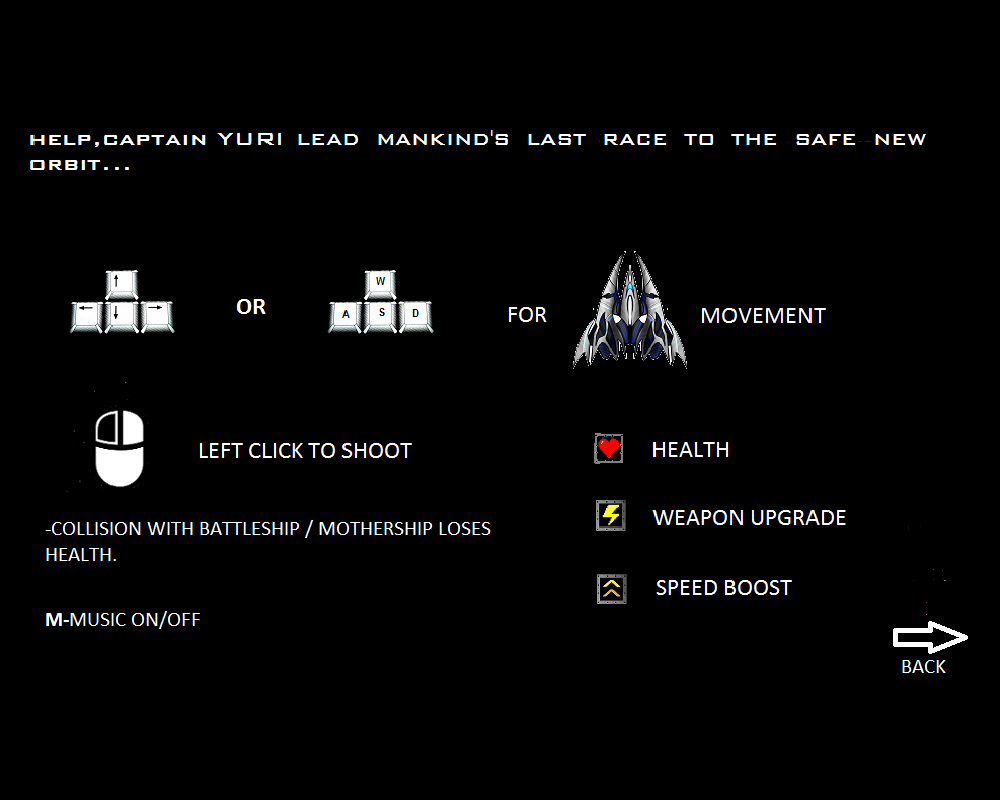 HELP,CAPTAIN YURI LEAD MANKIND'S LAST RACE TO THE SAFE NEW
ORBIT...
↑
← ↓ →
OR
W
A S D
FOR
MOVEMENT
LEFT CLICK TO SHOOT
HEALTH
WEAPON UPGRADE
-COLLISION WITH BATTLESHIP / MOTHERSHIP LOSES
HEALTH.
SPEED BOOST
M-MUSIC ON/OFF
BACK